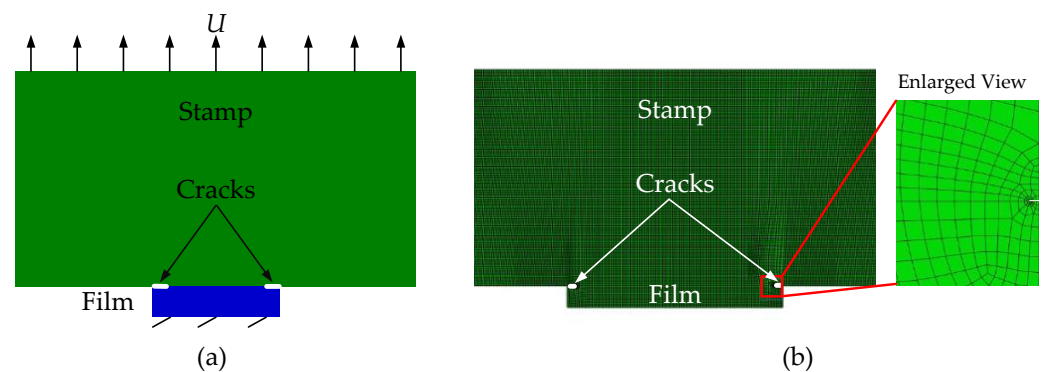 U
Stamp
Cracks
Film
(a)
Stamp
Cracks
Film
Enlarged View
(b)